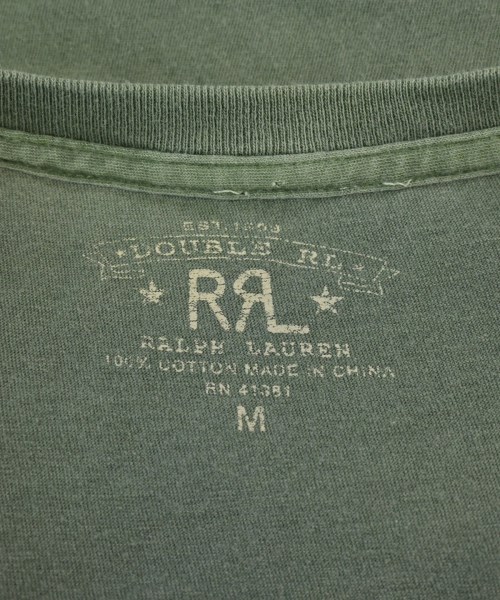 EST. 1993
DOUBLE RL
RRL
RALPH LAUREN
100% COTTON MADE IN CHINA
RN 41381
M